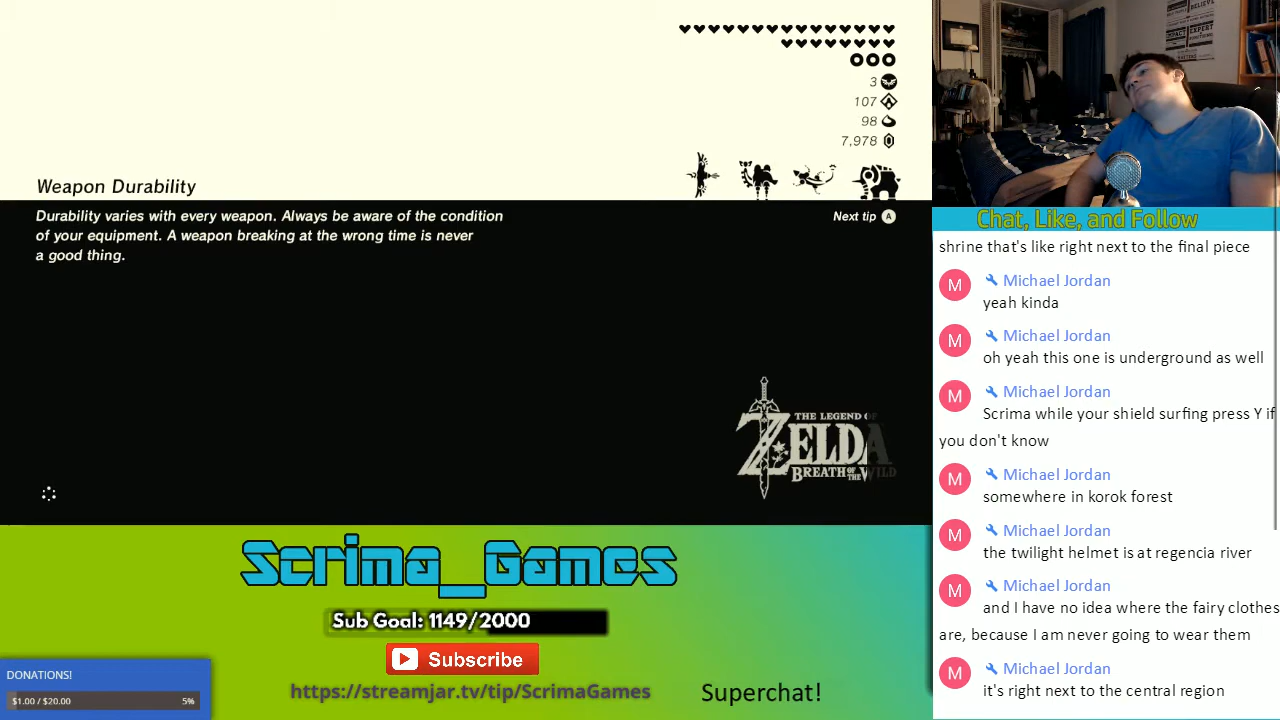 3
107
98
7,978
Weapon Durability
Durability varies with every weapon. Always be aware of the condition
of your equipment. A weapon breaking at the wrong time is never
a good thing.
Next tip A
THE LEGEND OF
ZELDA
BREATH OF THE WILD
Scrima_Games
Sub Goal: 1149/2000
Subscribe
https://streamjar.tv/tip/ScrimaGames
Superchat!
DONATIONS!
$1.00 / $20.00
5%
BELIEVE
IMPACT
EXPERT
Chat, Like, and Follow
shrine that's like right next to the final piece
M
Michael Jordan
yeah kinda
M
Michael Jordan
oh yeah this one is underground as well
M
Michael Jordan
Scrima while your shield surfing press Y if
you don't know
M
Michael Jordan
somewhere in korok forest
M
Michael Jordan
the twilight helmet is at regencia river
M
Michael Jordan
and I have no idea where the fairy clothes
are, because I am never going to wear them
M
Michael Jordan
it's right next to the central region